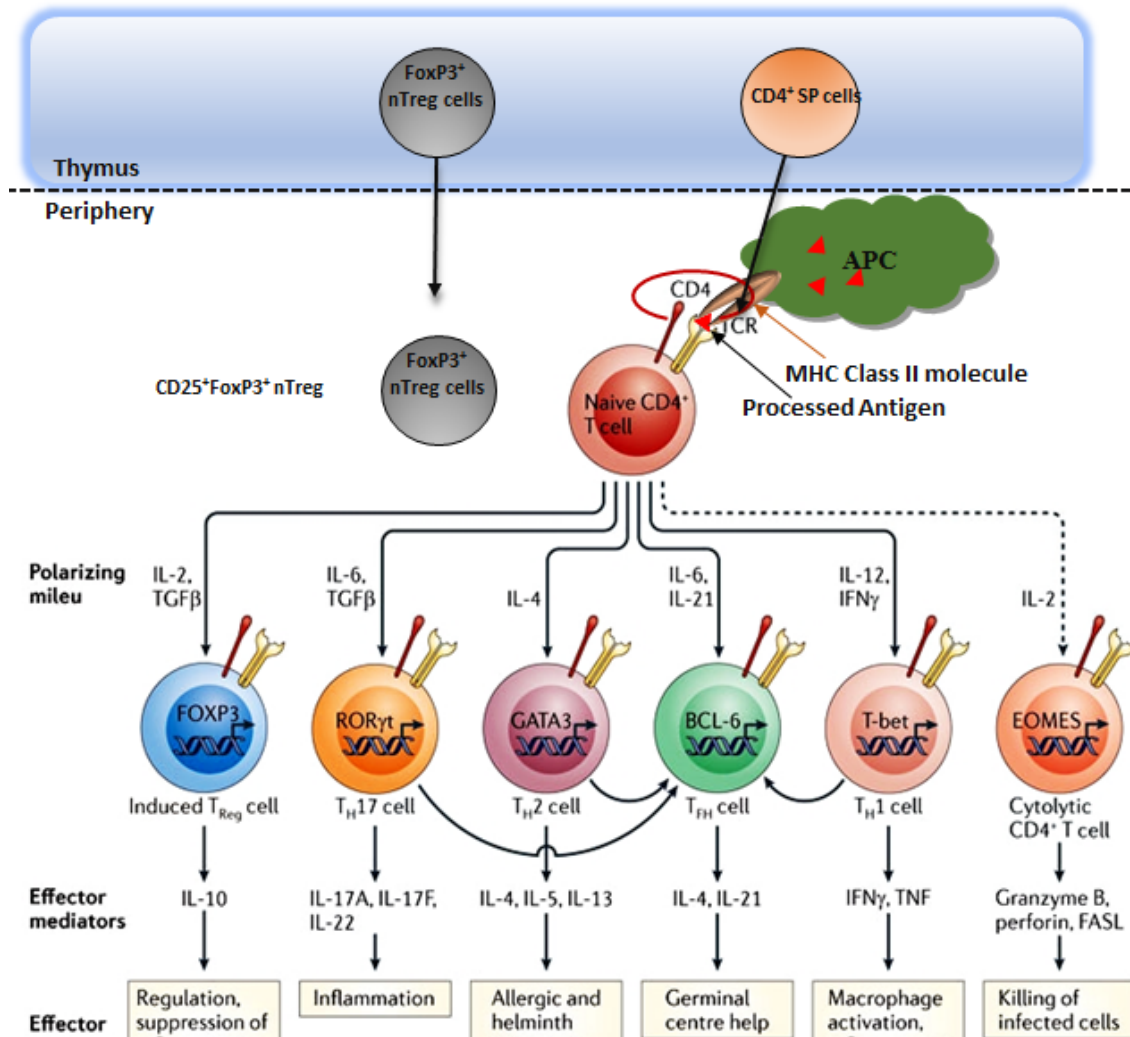 FoxP3⁺
nTreg cells
CD4⁺ SP cells
Thymus
Periphery
APC
CD4
TCR
MHC Class II molecule
Processed Antigen
CD25⁺FoxP3⁺ nTreg
FoxP3⁺
nTreg cells
Naive CD4⁺
T cell
Polarizing
mileu
IL-2,
TGFβ
IL-6,
TGFβ
IL-4
IL-6,
IL-21
IL-12,
IFNγ
IL-2
FOXP3
RORγt
GATA3
BCL-6
T-bet
EOMES
Induced TReg cell
TH17 cell
TH2 cell
TFH cell
TH1 cell
Cytolytic
CD4⁺ T cell
Effector
mediators
IL-10
IL-17A, IL-17F,
IL-22
IL-4, IL-5, IL-13
IL-4, IL-21
IFNγ, TNF
Granzyme B,
perforin, FASL
Effector
Regulation,
suppression of
Inflammation
Allergic and
helminth
Germinal
centre help
Macrophage
activation,
Killing of
infected cells